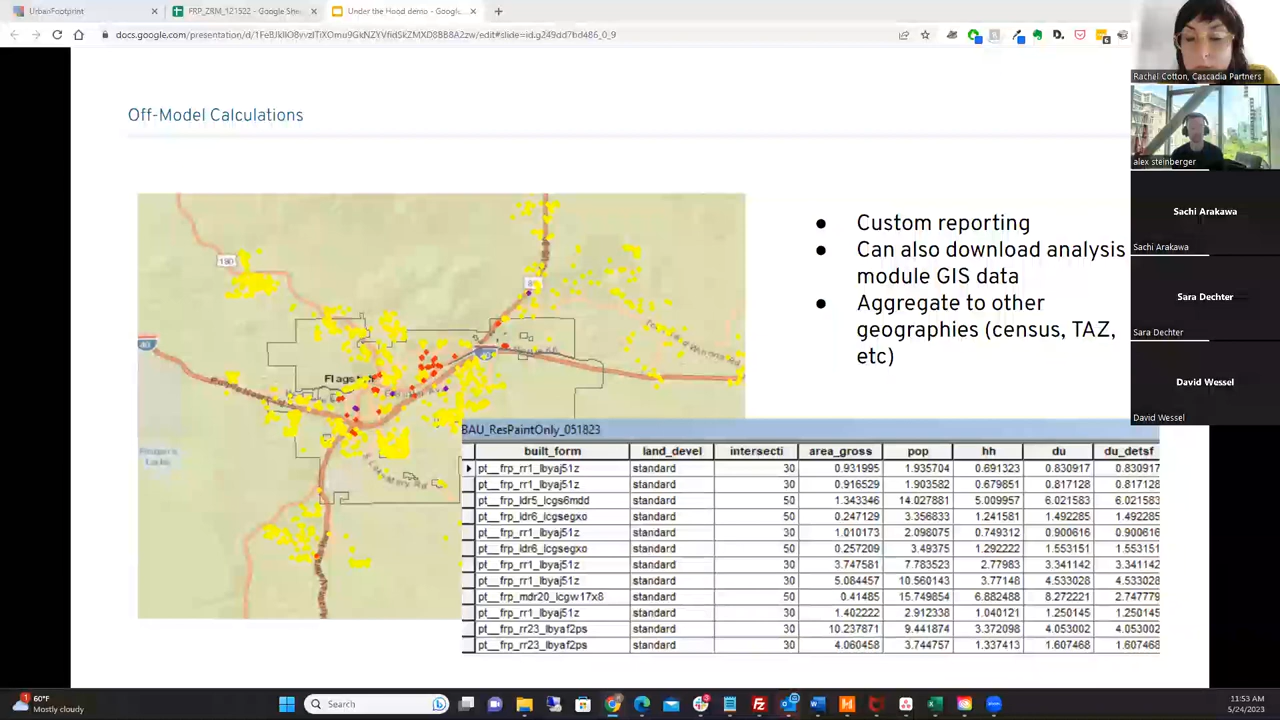 UrbanFootprint
FRP_ZRM_121522 - Google She
Under the Hood demo - Google
Off-Model Calculations
180
Custom reporting
Can also download analysis
module GIS data
Aggregate to other
geographies (census, TAZ,
etc)
BAU_ResPaintOnly_051823
built_form land_devel intersecti area_gross pop hh du du_detsf
pt__frp_rr1_lbyaj51z standard 30 0.931995 1.935704 0.691323 0.830917 0.830917
pt__frp_rr1_lbyaj51z standard 30 0.916529 1.903582 0.679851 0.817128 0.817128
pt__frp_ldr5_lcgs6mdd standard 50 1.343346 14.027881 5.009957 6.021583 6.021583
pt__frp_ldr6_lcgsegxo standard 50 0.247129 3.356833 1.241581 1.492285 1.492285
pt__frp_rr1_lbyaj51z standard 30 1.010173 2.098075 0.749312 0.900616 0.900616
pt__frp_ldr6_lcgsegxo standard 50 0.257209 3.49375 1.292222 1.553151 1.553151
pt__frp_rr1_lbyaj51z standard 30 3.747581 7.783523 2.77983 3.341142 3.341142
pt__frp_rr1_lbyaj51z standard 30 5.084457 10.560143 3.77148 4.533028 4.533028
pt__frp_mdr20_lcgw17x8 standard 50 0.41485 15.749854 6.882488 8.272221 2.747779
pt__frp_rr1_lbyaj51z standard 30 1.402222 2.912338 1.040121 1.250145 1.250145
pt__frp_rr23_lbyaf2ps standard 30 10.237871 9.441874 3.372098 4.053002 4.053002
pt__frp_rr23_lbyaf2ps standard 30 4.060458 3.744757 1.337413 1.607468 1.607468
Rachel Cotton, Cascadia Partners
alex steinberger
Sachi Arakawa
Sachi Arakawa
Sara Dechter
Sara Dechter
David Wessel
David Wessel
60°F
Mostly cloudy
Search
11:53 AM
5/24/2023